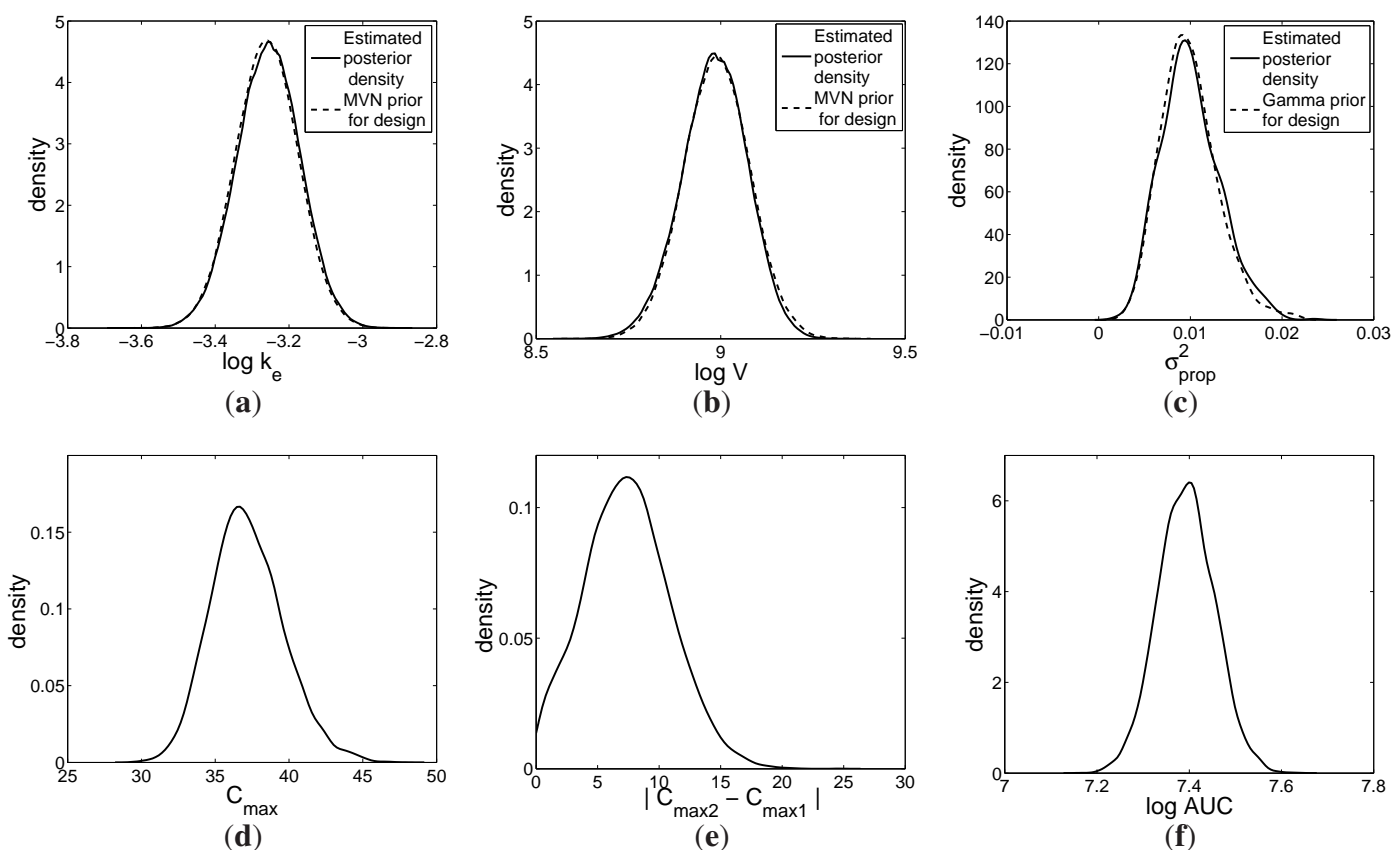 5
4
3
2
1
0
density
−3.8 −3.6 −3.4 −3.2 −3 −2.8
log k_e
Estimated
posterior
density
MVN prior
for design
(a)
5
4
3
2
1
0
density
8.5 9 9.5
log V
Estimated
posterior
density
MVN prior
for design
(b)
140
120
100
80
60
40
20
0
density
−0.01 0 0.01 0.02 0.03
σ²_prop
Estimated
posterior
density
Gamma prior
for design
(c)
0.15
0.1
0.05
0
density
25 30 35 40 45 50
C_max
(d)
0.1
0.05
0
density
0 5 10 15 20 25 30
| C_max2 − C_max1 |
(e)
6
4
2
0
density
7 7.2 7.4 7.6 7.8
log AUC
(f)